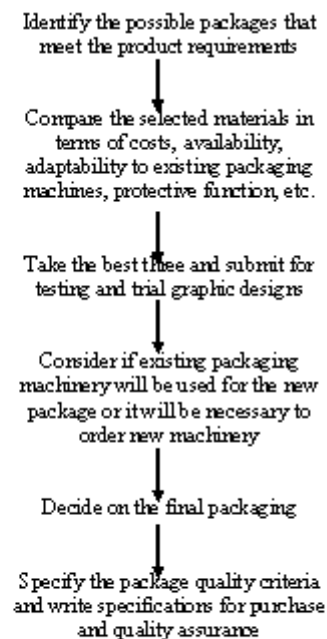 Identify the possible packages that
meet the product requirements
Compare the selected materials in
terms of costs, availability,
adaptability to existing packaging
machines, protective function, etc.
Take the best three and submit for
testing and trial graphic designs
Consider if existing packaging
machinery will be used for the new
package or it will be necessary to
order new machinery
Decide on the final packaging
Specify the package quality criteria
and write specifications for purchase
and quality assurance